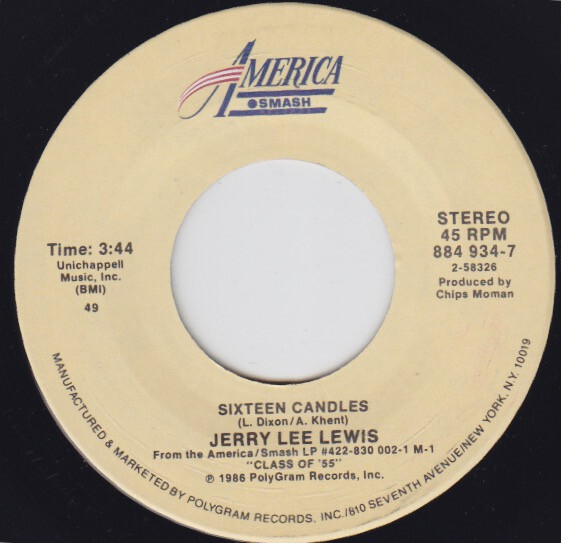 AMERICA
SMASH
Time: 3:44
Unichappell
Music, Inc.
(BMI)
49
STEREO
45 RPM
884 934-7
2-58326
Produced by
Chips Moman
SIXTEEN CANDLES
(L. Dixon/A. Khent)
JERRY LEE LEWIS
From the America/Smash LP #422-830 002-1 M-1
"CLASS OF '55"
℗ 1986 PolyGram Records, Inc.
MANUFACTURED & MARKETED BY POLYGRAM RECORDS, INC./810 SEVENTH AVENUE/NEW YORK, N.Y. 10019